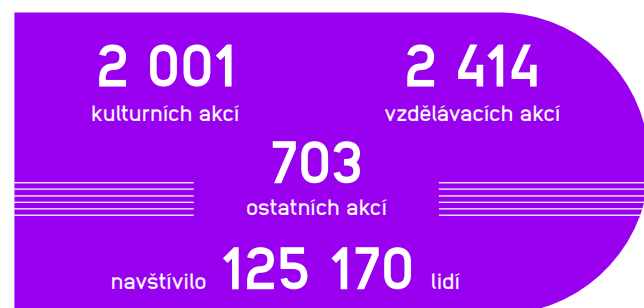 2 001 2 414
kulturních akcí vzdělávacích akcí
703
ostatních akcí
navštívilo 125 170 lidí